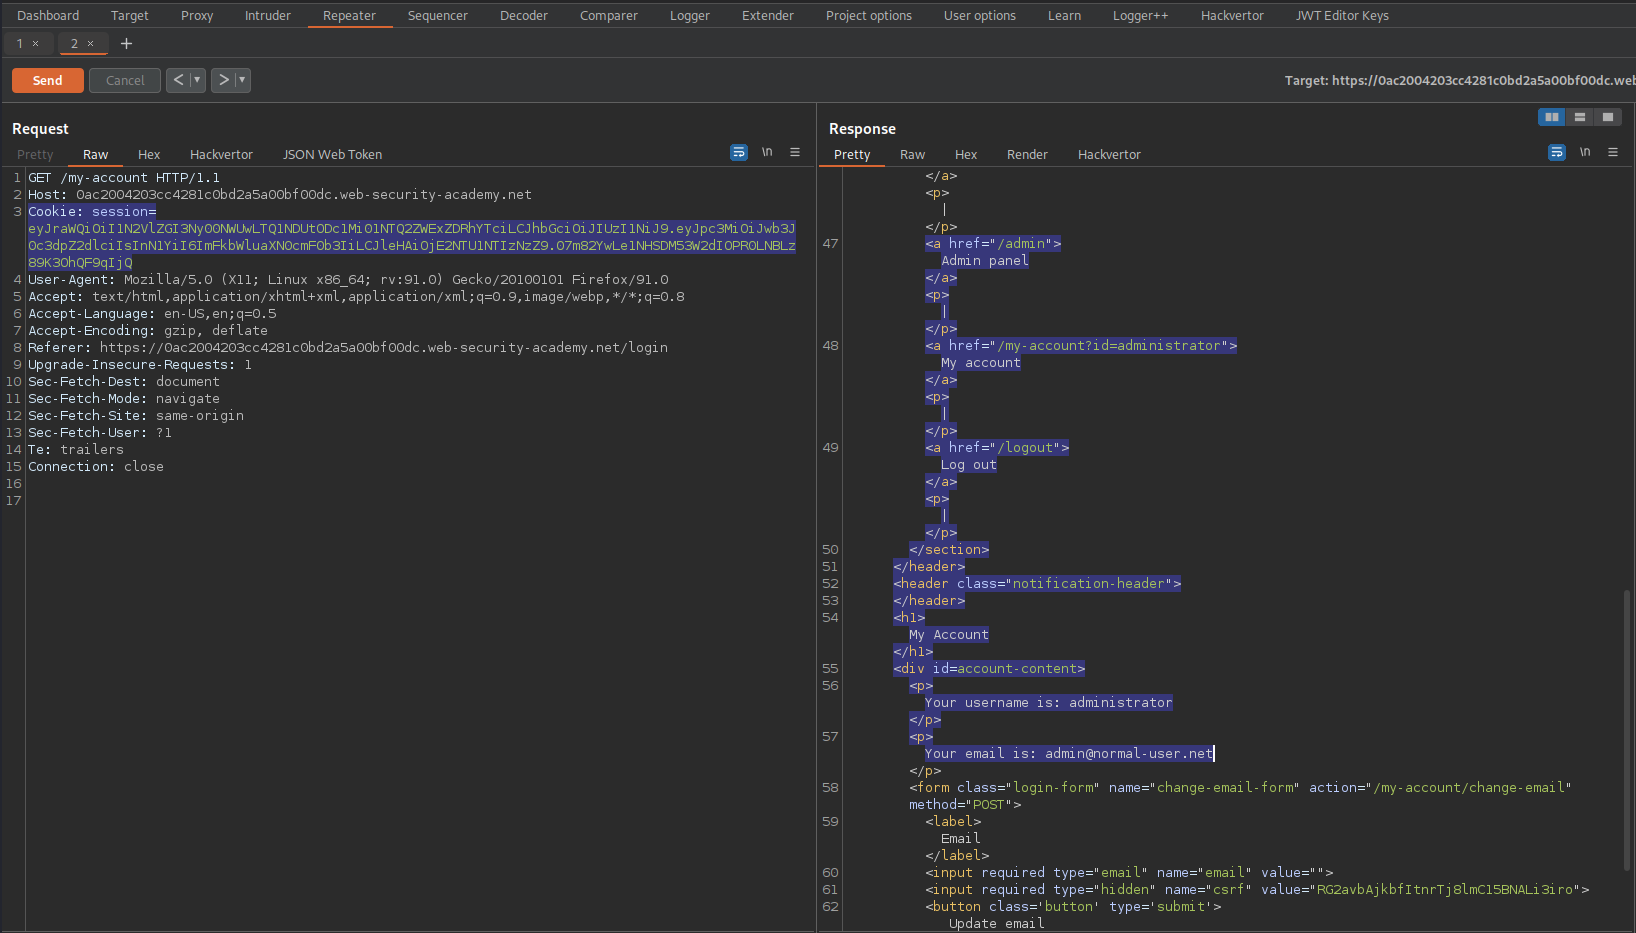 Dashboard Target Proxy Intruder Repeater Sequencer Decoder Comparer Logger Extender Project options User options Learn Logger++ Hackvertor JWT Editor Keys
1 × 2 × +
Send Cancel < > Target: https://0ac2004203cc4281c0bd2a5a00bf00dc.web
Request
Pretty Raw Hex Hackvertor JSON Web Token \n
1 GET /my-account HTTP/1.1
2 Host: 0ac2004203cc4281c0bd2a5a00bf00dc.web-security-academy.net
3 Cookie: session=
4 User-Agent: Mozilla/5.0 (X11; Linux x86_64; rv:91.0) Gecko/20100101 Firefox/91.0
5 Accept: text/html,application/xhtml+xml,application/xml;q=0.9,image/webp,*/*;q=0.8
6 Accept-Language: en-US,en;q=0.5
7 Accept-Encoding: gzip, deflate
8 Referer: https://0ac2004203cc4281c0bd2a5a00bf00dc.web-security-academy.net/login
9 Upgrade-Insecure-Requests: 1
10 Sec-Fetch-Dest: document
11 Sec-Fetch-Mode: navigate
12 Sec-Fetch-Site: same-origin
13 Sec-Fetch-User: ?1
14 Te: trailers
15 Connection: close
16
17
Response
Pretty Raw Hex Render Hackvertor \n
</a>
<p>
|
</p>
47 <a href="/admin">
Admin panel
</a>
<p>
|
</p>
48 <a href="/my-account?id=administrator">
My account
</a>
<p>
|
</p>
49 <a href="/logout">
Log out
</a>
<p>
|
</p>
50 </section>
51 </header>
52 <header class="notification-header">
53 </header>
54 <h1>
My Account
</h1>
55 <div id=account-content>
56 <p>
Your username is: administrator
</p>
57 <p>
Your email is: admin@normal-user.net
</p>
58 <form class="login-form" name="change-email-form" action="/my-account/change-email"
method="POST">
59 <label>
Email
</label>
60 <input required type="email" name="email" value="">
61 <input required type="hidden" name="csrf" value="RG2avbAjkbfItnrTj8lmC15BNALi3iro">
62 <button class='button' type='submit'>
Update email